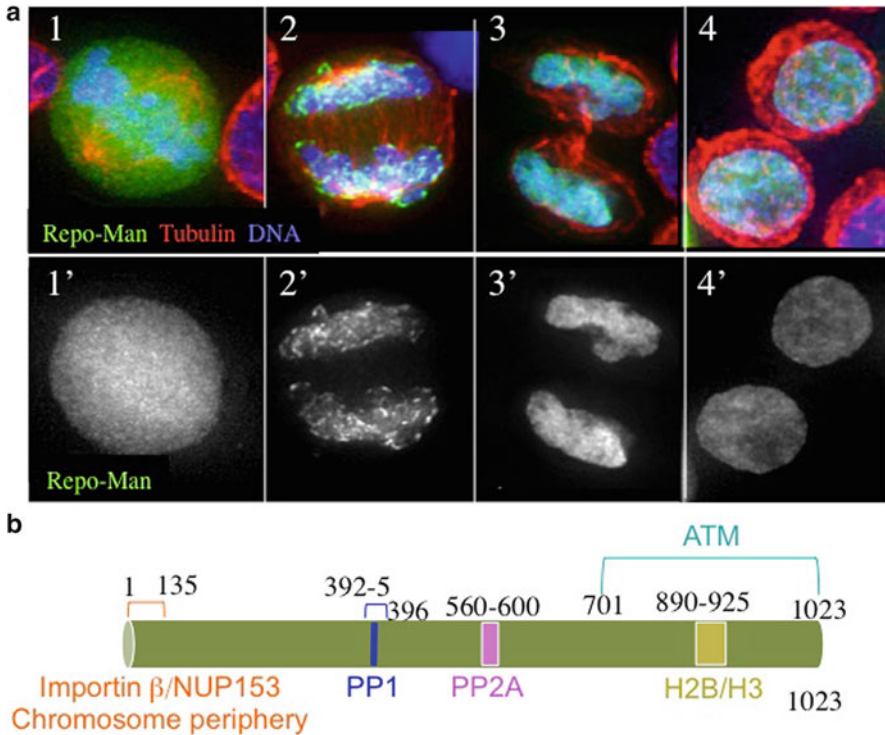 a
1 2 3 4
Repo-Man Tubulin DNA
1’ 2’ 3’ 4’
Repo-Man
b
ATM
1 135 392-5 396 560-600 701 890-925 1023
Importin β/NUP153 PP1 PP2A H2B/H3 1023
Chromosome periphery